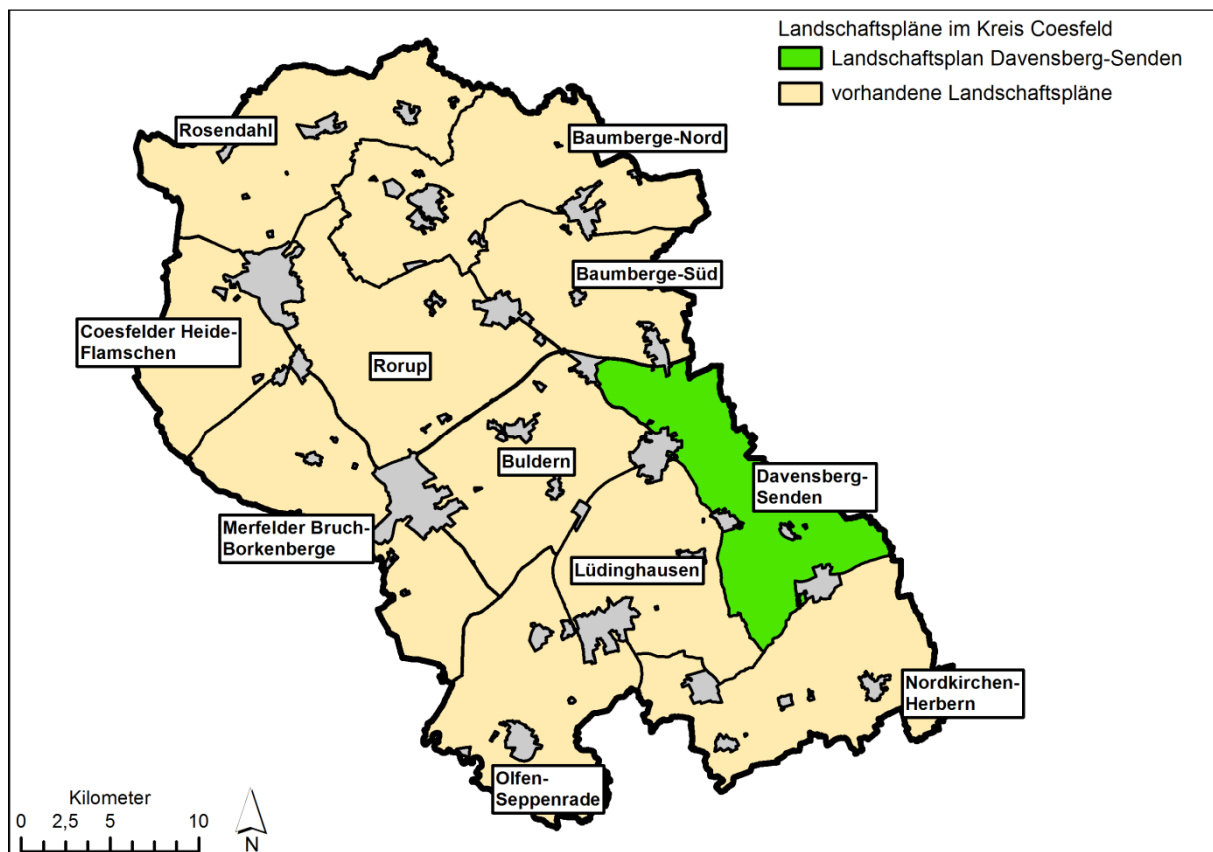 Landschaftspläne im Kreis Coesfeld
Landschaftsplan Davensberg-Senden
vorhandene Landschaftspläne
Rosendahl
Baumberge-Nord
Baumberge-Süd
Coesfelder Heide-
Flamschen
Rorup
Buldern
Davensberg-
Senden
Merfelder Bruch-
Borkenberge
Lüdinghausen
Nordkirchen-
Herbern
Olfen-
Seppenrade
Kilometer
0 2,5 5 10
N